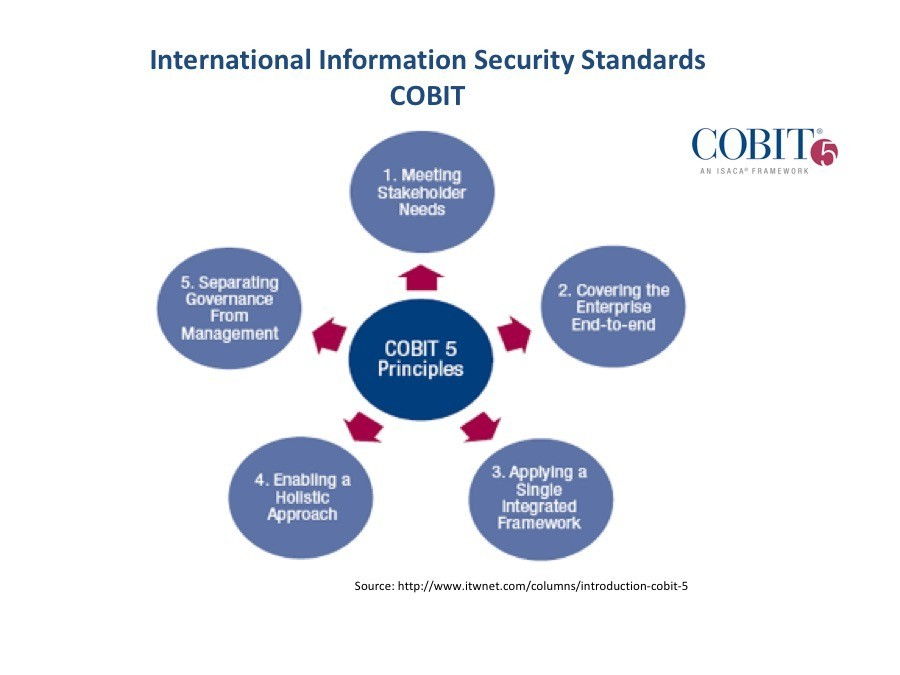 International Information Security Standards
COBIT
COBIT® 5
AN ISACA® FRAMEWORK
1. Meeting
Stakeholder
Needs
2. Covering the
Enterprise
End-to-end
3. Applying a
Single
Integrated
Framework
4. Enabling a
Holistic
Approach
5. Separating
Governance
From
Management
COBIT 5
Principles
Source: http://www.itwnet.com/columns/introduction-cobit-5